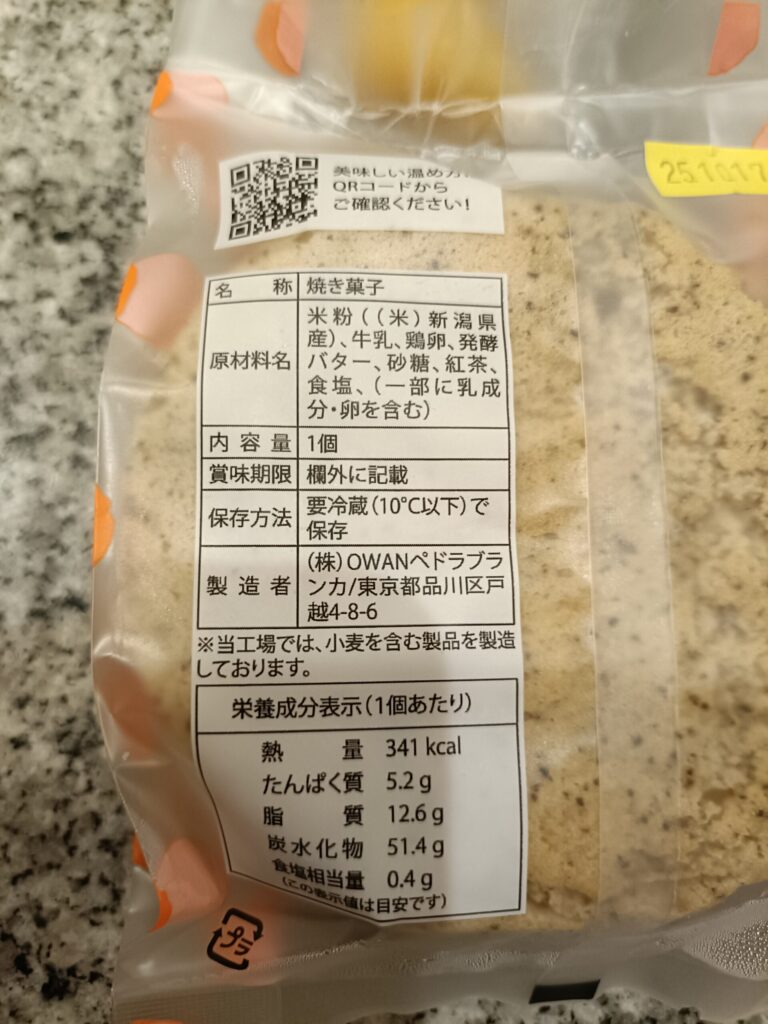 美味しい温め方
QRコードから
ご確認ください!
251017
名称 焼き菓子
原材料名 米粉((米)新潟県
産)、牛乳、鶏卵、発酵
バター、砂糖、紅茶、
食塩、(一部に乳成
分・卵を含む)
内容量 1個
賞味期限 欄外に記載
保存方法 要冷蔵(10℃以下)で
保存
製造者 (株)OWANペドラブラ
ンカ/東京都品川区戸
越4-8-6
※当工場では、小麦を含む製品を製造
しております。
栄養成分表示(1個あたり)
熱量 341 kcal
たんぱく質 5.2 g
脂質 12.6 g
炭水化物 51.4 g
食塩相当量 0.4 g
(この表示値は目安です)
プラ